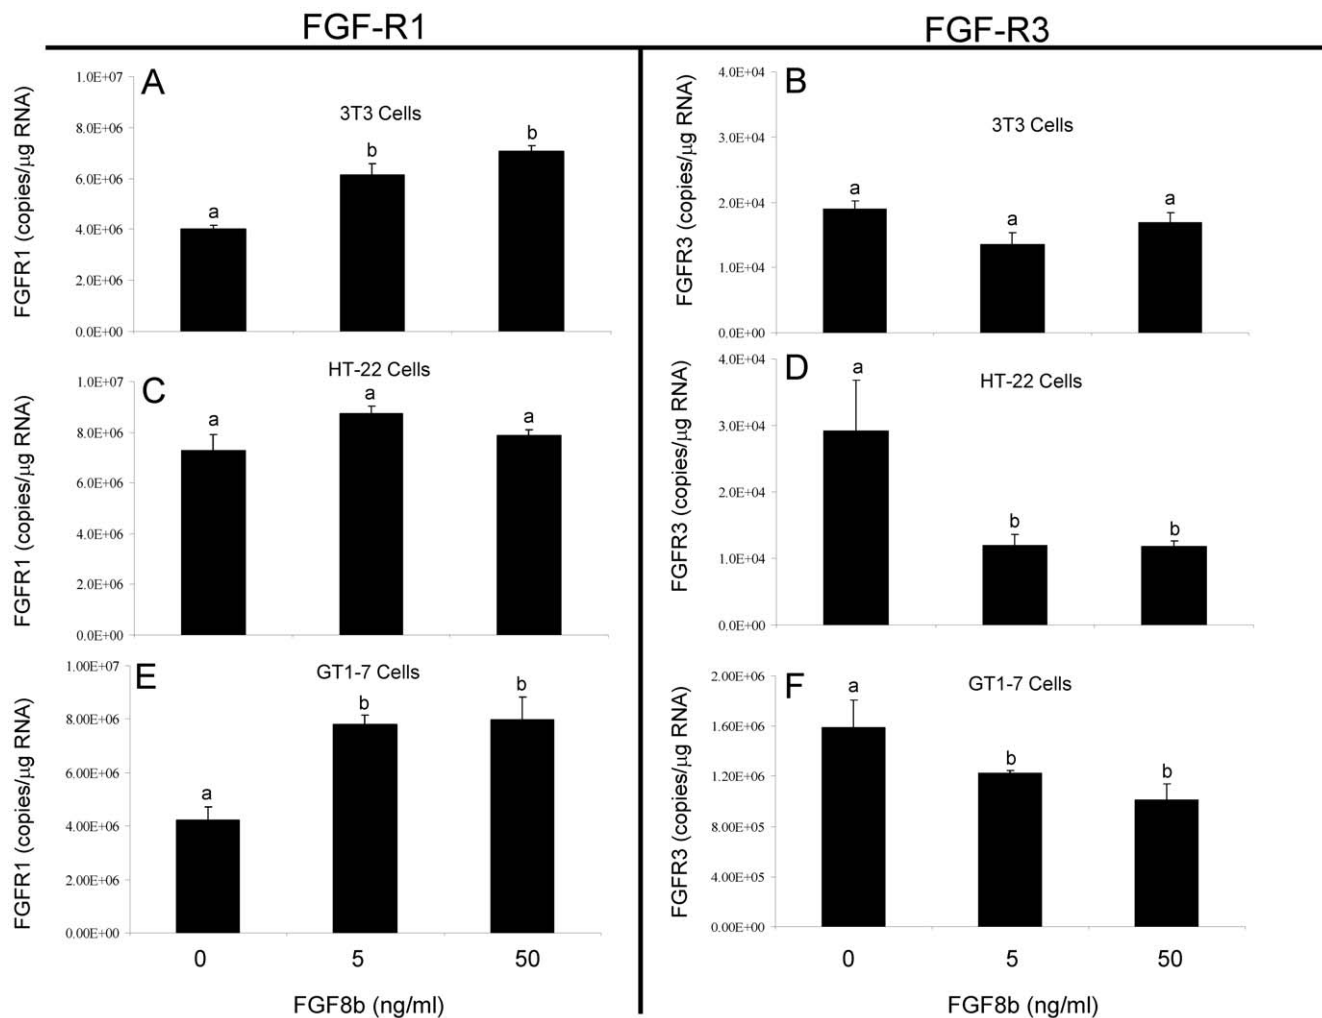 FGF-R1
FGF-R3
A
3T3 Cells
FGFR1 (copies/μg RNA)
1.0E+07
8.0E+06
6.0E+06
4.0E+06
2.0E+06
0.0E+00
a
b
b
B
3T3 Cells
FGFR3 (copies/μg RNA)
4.0E+04
3.0E+04
2.0E+04
1.0E+04
0.0E+00
a
a
a
C
HT-22 Cells
FGFR1 (copies/μg RNA)
1.0E+07
8.0E+06
6.0E+06
4.0E+06
2.0E+06
0.0E+00
a
a
a
D
HT-22 Cells
FGFR3 (copies/μg RNA)
4.0E+04
3.0E+04
2.0E+04
1.0E+04
0.0E+00
a
b
b
E
GT1-7 Cells
FGFR1 (copies/μg RNA)
1.00E+07
8.00E+06
6.00E+06
4.00E+06
2.00E+06
0.00E+00
a
b
b
0 5 50
FGF8b (ng/ml)
F
GT1-7 Cells
FGFR3 (copies/μg RNA)
2.00E+06
1.60E+06
1.20E+06
8.00E+05
4.00E+05
0.00E+00
a
b
b
0 5 50
FGF8b (ng/ml)